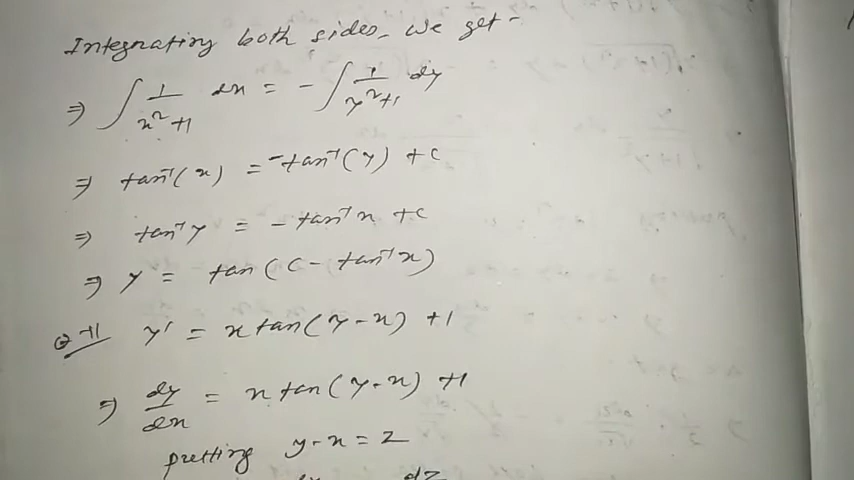 Integrating both sides, we get -
⇒ ∫ 1/(x²+1) dx = - ∫ 1/(y²+1) dy
⇒ tan⁻¹(x) = -tan⁻¹(y) + c
⇒ tan⁻¹y = - tan⁻¹x + c
⇒ y = tan(c - tan⁻¹x)
y' = x tan(y-x) + 1
⇒ dy/dx = x tan(y-x) + 1
putting y-x = z
dz